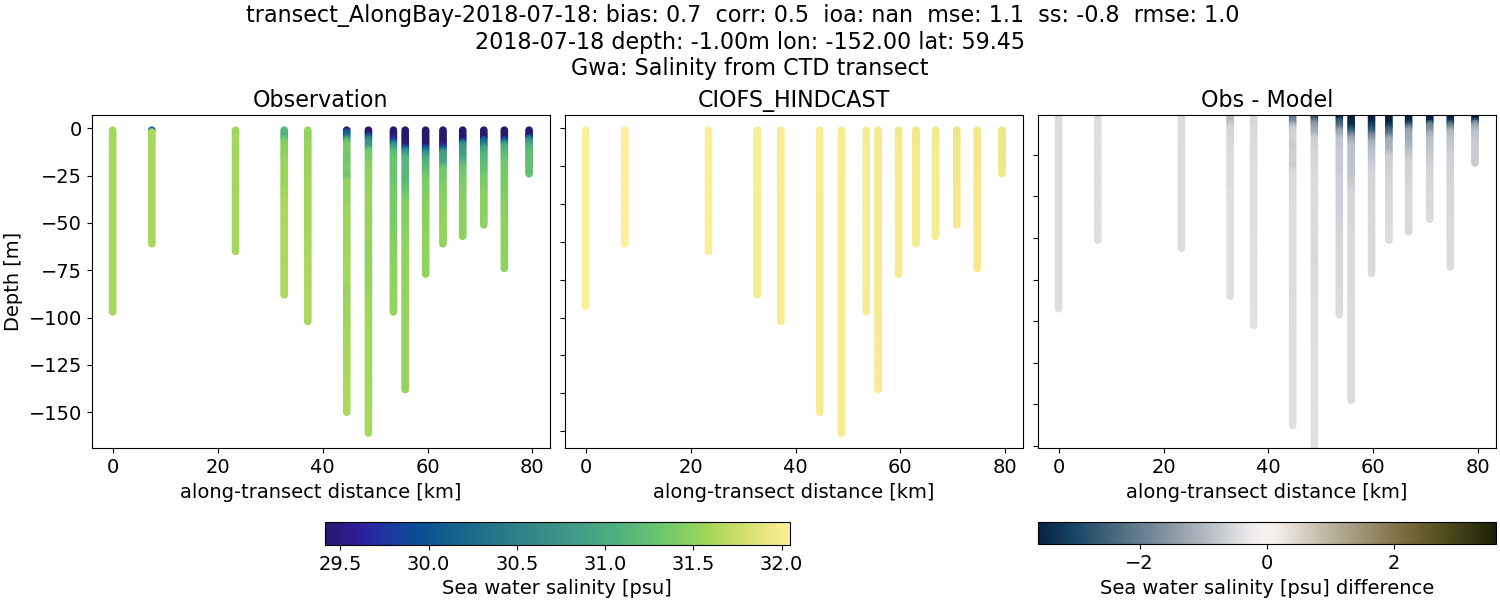 transect_AlongBay-2018-07-18: bias: 0.7  corr: 0.5  ioa: nan  mse: 1.1  ss: -0.8  rmse: 1.0
2018-07-18 depth: -1.00m lon: -152.00 lat: 59.45
Gwa: Salinity from CTD transect
Observation
CIOFS_HINDCAST
Obs - Model
Depth [m]
0
−25
−50
−75
−100
−125
−150
0 20 40 60 80
0 20 40 60 80
0 20 40 60 80
along-transect distance [km]
along-transect distance [km]
along-transect distance [km]
29.5 30.0 30.5 31.0 31.5 32.0
Sea water salinity [psu]
−2 0 2
Sea water salinity [psu] difference